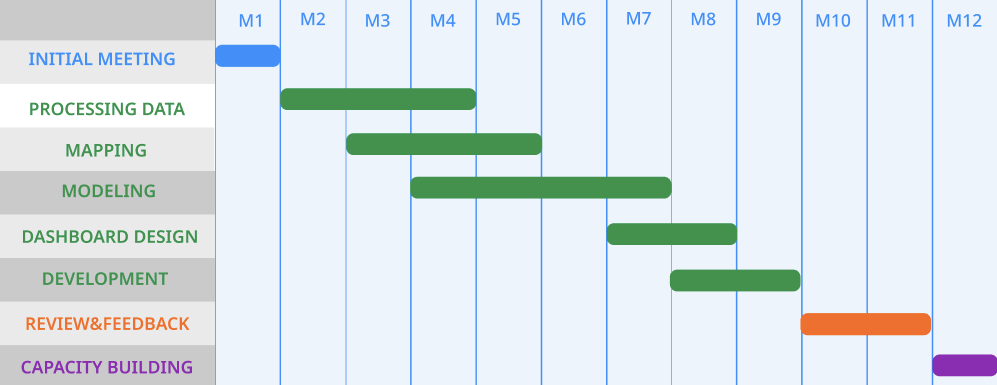 M1 M2 M3 M4 M5 M6 M7 M8 M9 M10 M11 M12
INITIAL MEETING
PROCESSING DATA
MAPPING
MODELING
DASHBOARD DESIGN
DEVELOPMENT
REVIEW&FEEDBACK
CAPACITY BUILDING